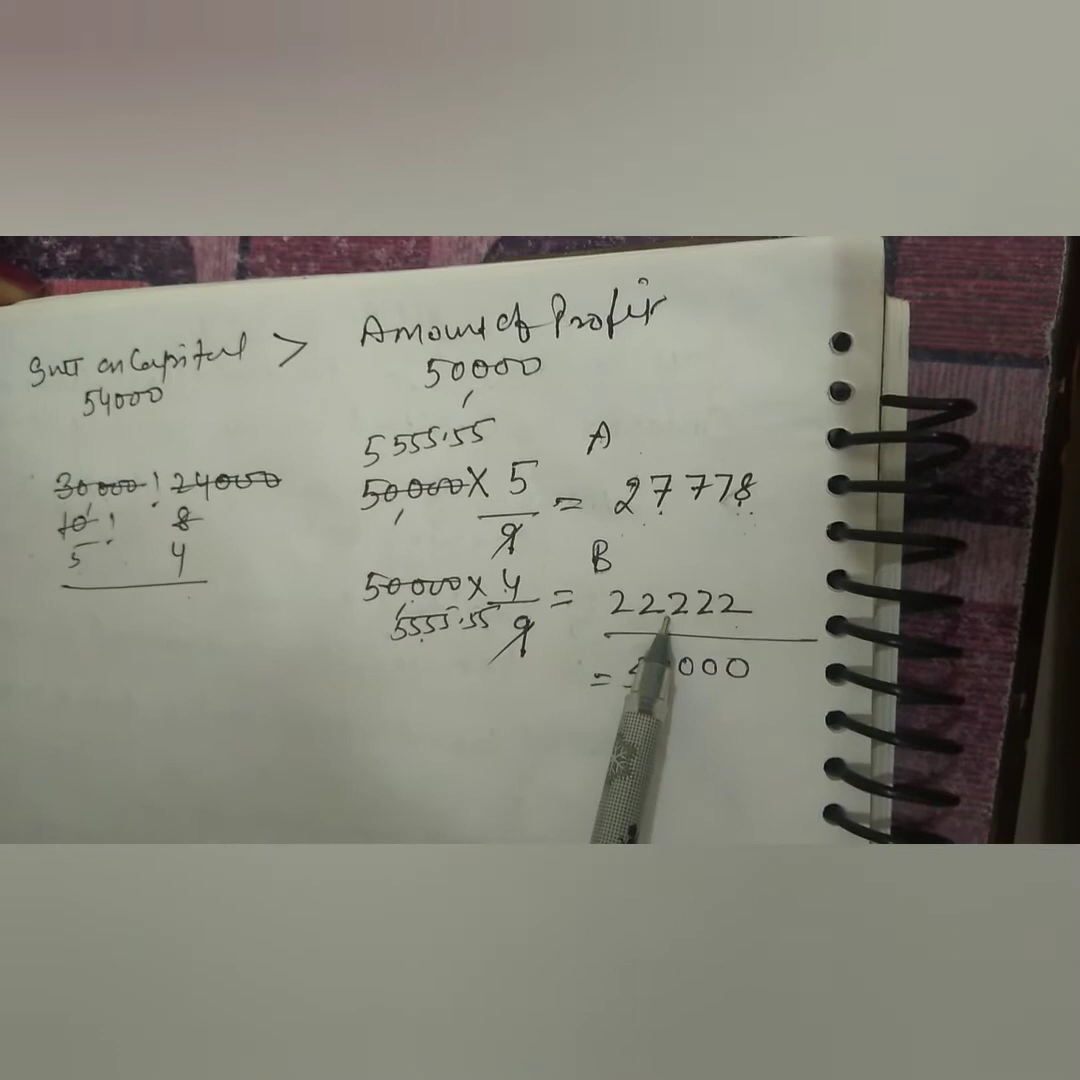 Int on Capital > Amount of Profit
54000 50000
5555.55 A
30000 : 24000 50000 X 5/9 = 27778
10 : 8
5 4 B
50000 X 4/9 = 22222
5555.55
= 000